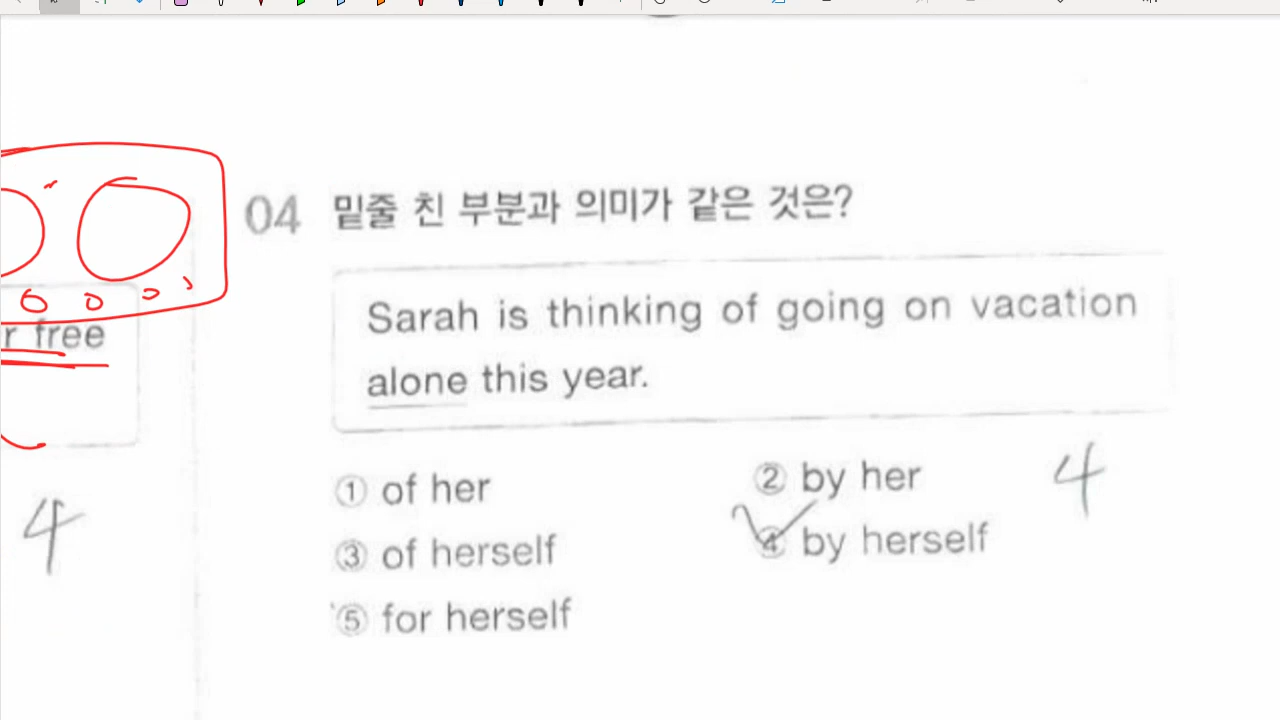 04 밑줄 친 부분과 의미가 같은 것은?
r free
Sarah is thinking of going on vacation
alone this year.
① of her
② by her
4
③ of herself
④ by herself
⑤ for herself
4